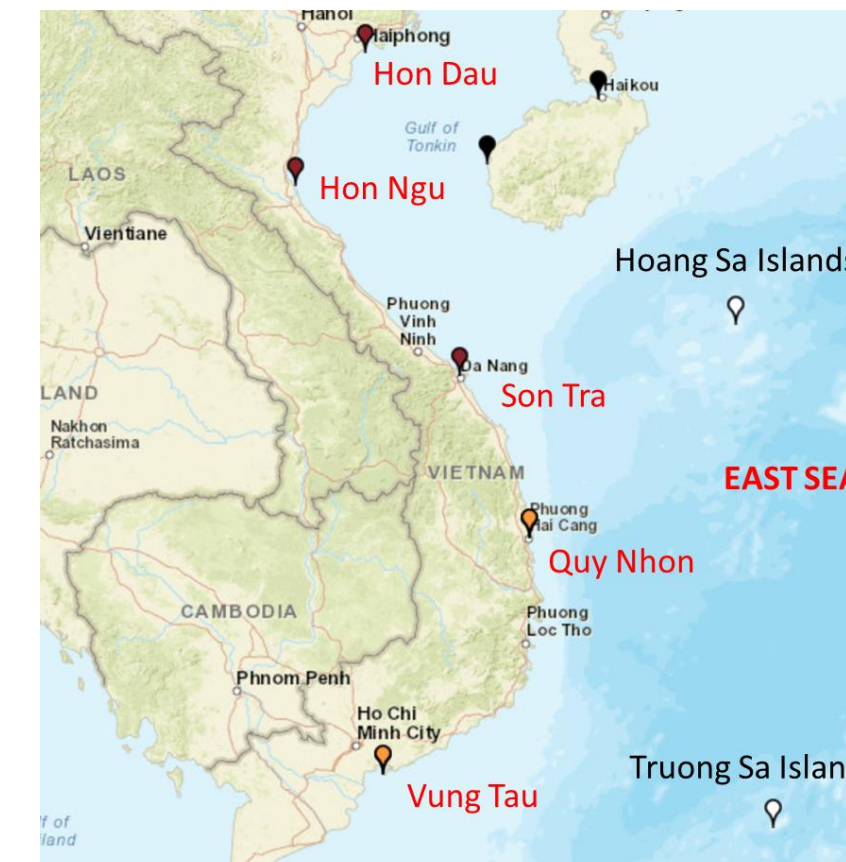 Hanoi
Haiphong
Hon Dau
Haikou
Gulf of
Tonkin
LAOS
Hon Ngu
Vientiane
Hoang Sa Islands
Phuong
Vinh
Ninh
Da Nang
LAND
Son Tra
Nakhon
Ratchasima
VIETNAM
EAST SEA
Phuong
Hai Cang
Quy Nhon
CAMBODIA
Phuong
Loc Tho
Phnom Penh
Ho Chi
Minh City
Truong Sa Islan
Vung Tau
f of
land